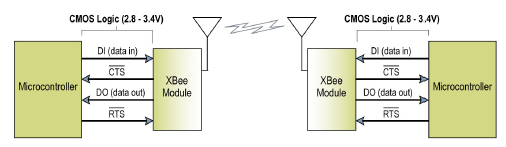 CMOS Logic (2.8 - 3.4V)
CMOS Logic (2.8 - 3.4V)
DI (data in)
CTS
DO (data out)
RTS
Microcontroller
XBee
Module
XBee
Module
DI (data in)
CTS
DO (data out)
RTS
Microcontroller